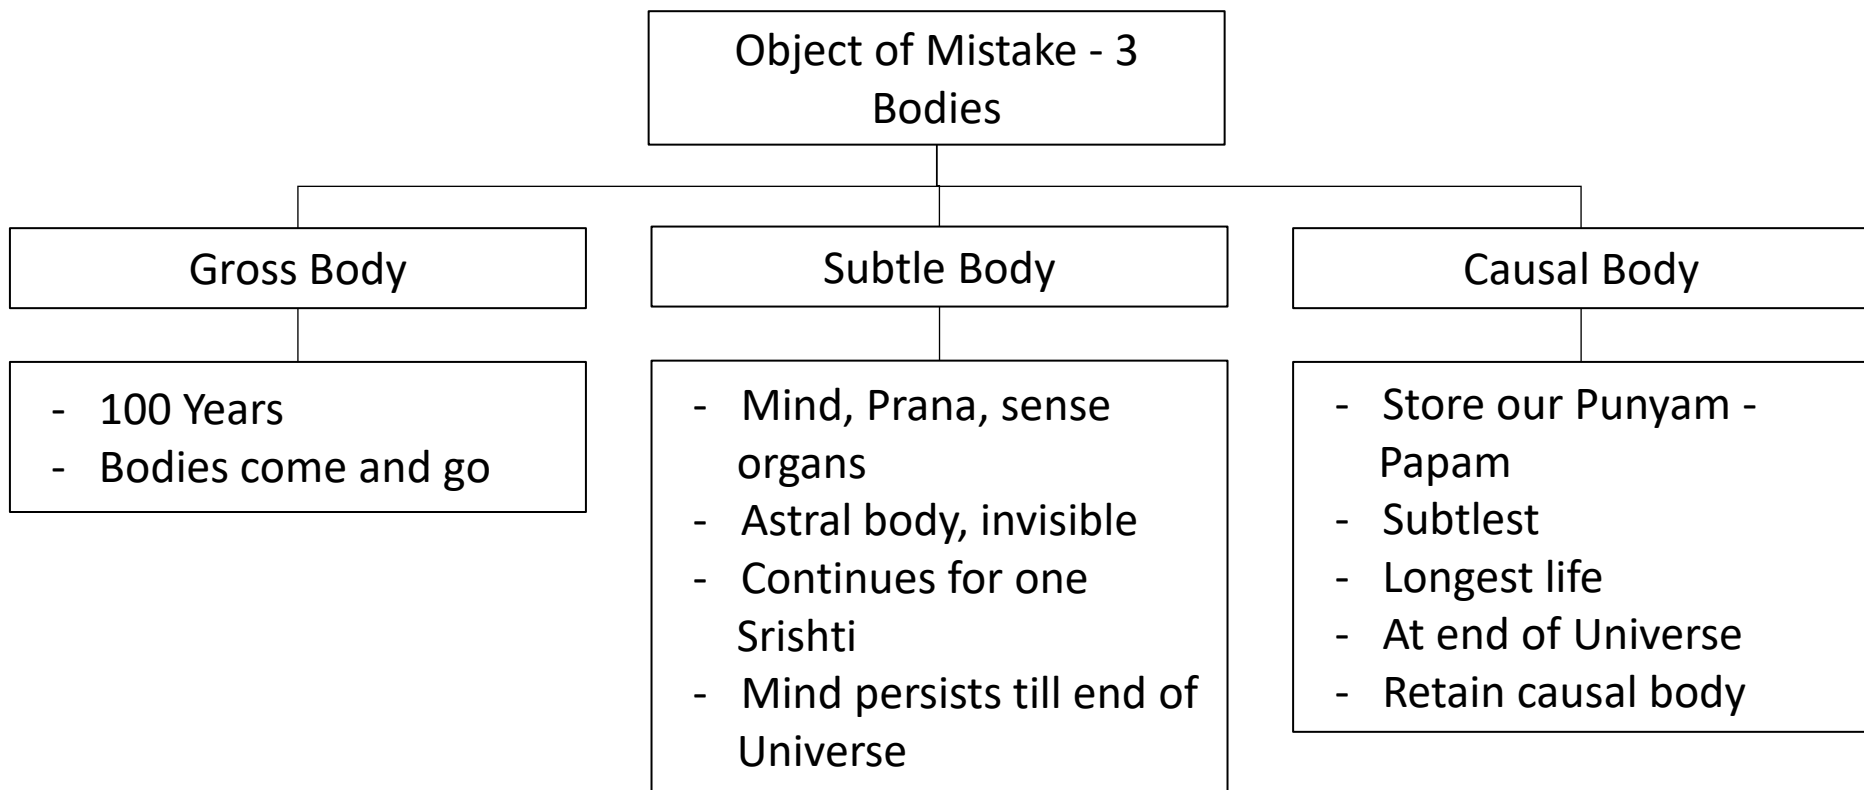 Object of Mistake - 3
Bodies
Gross Body
- 100 Years
- Bodies come and go
Subtle Body
- Mind, Prana, sense
organs
- Astral body, invisible
- Continues for one
Srishti
- Mind persists till end of
Universe
Causal Body
- Store our Punyam -
Papam
- Subtlest
- Longest life
- At end of Universe
- Retain causal body